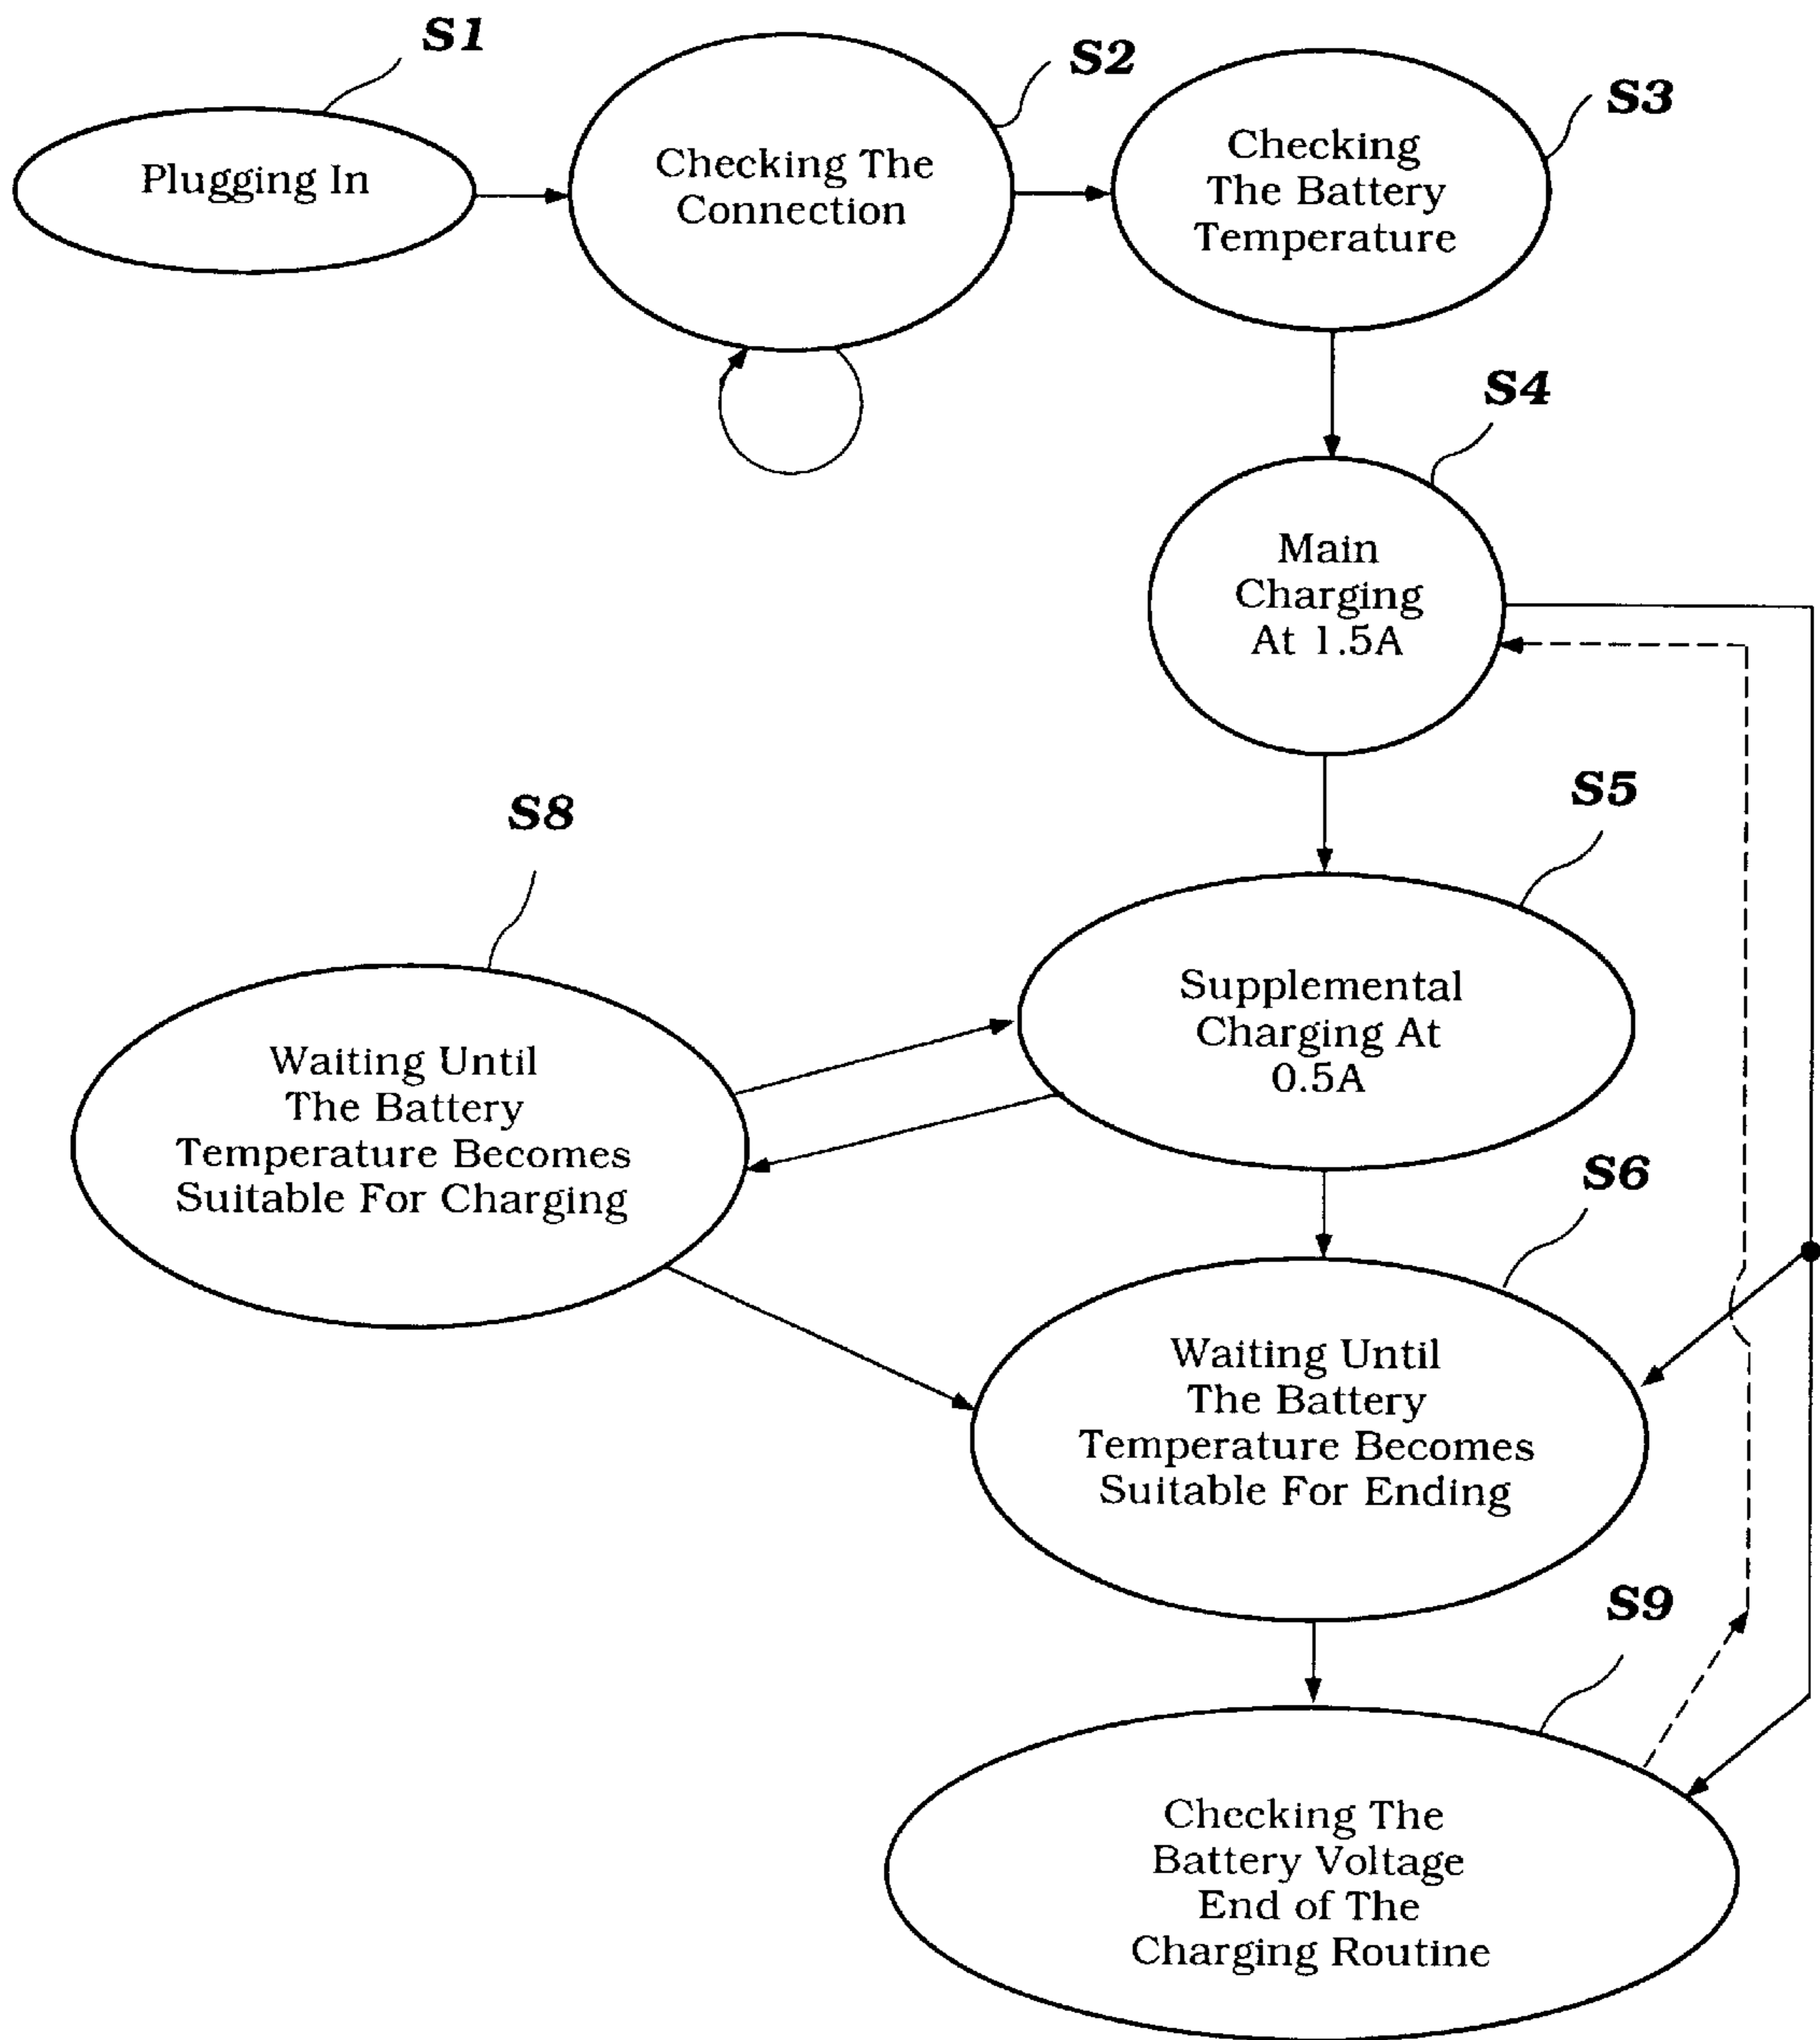 S1
Plugging In
S2
Checking The
Connection
S3
Checking
The Battery
Temperature
S4
Main
Charging
At 1.5A
S5
Supplemental
Charging At
0.5A
S8
Waiting Until
The Battery
Temperature Becomes
Suitable For Charging
S6
Waiting Until
The Battery
Temperature Becomes
Suitable For Ending
S9
Checking The
Battery Voltage
End of The
Charging Routine